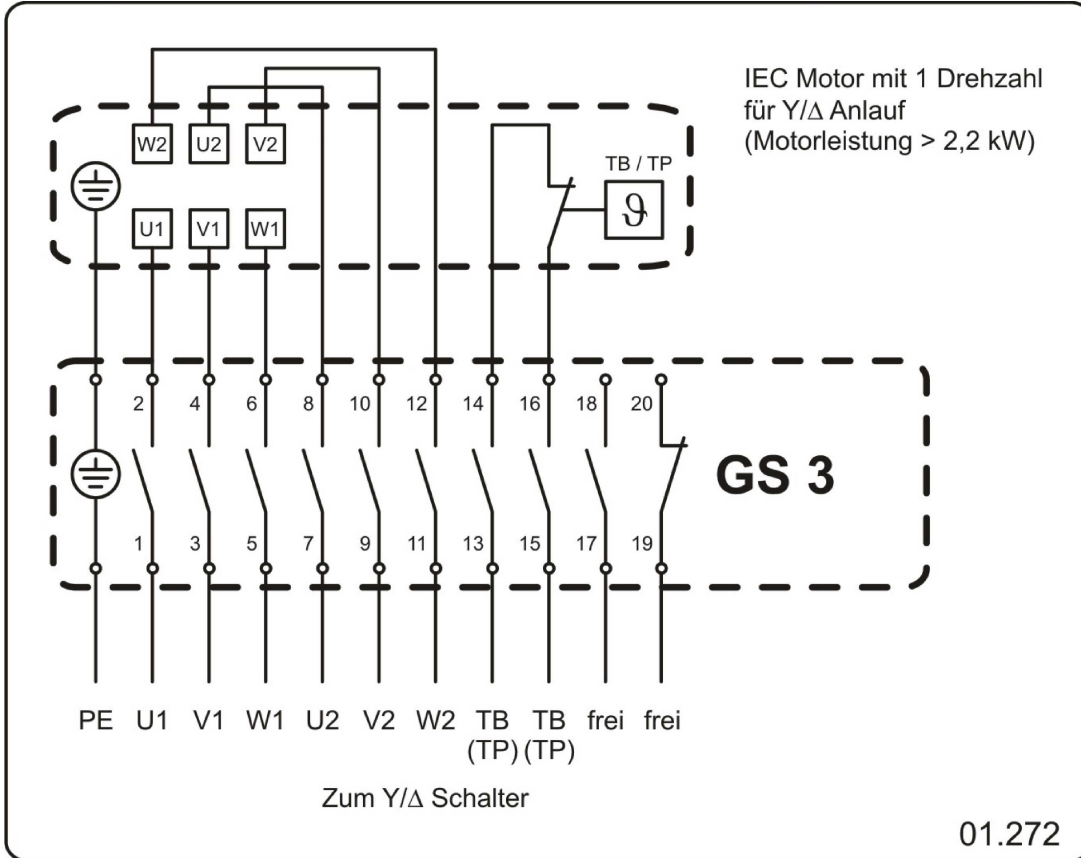 IEC Motor mit 1 Drehzahl
für Y/Δ Anlauf
(Motorleistung > 2,2 kW)
W2 U2 V2
TB / TP
ϑ
U1 V1 W1
2 4 6 8 10 12 14 16 18 20
GS 3
1 3 5 7 9 11 13 15 17 19
PE U1 V1 W1 U2 V2 W2 TB TB frei frei
(TP) (TP)
Zum Y/Δ Schalter
01.272